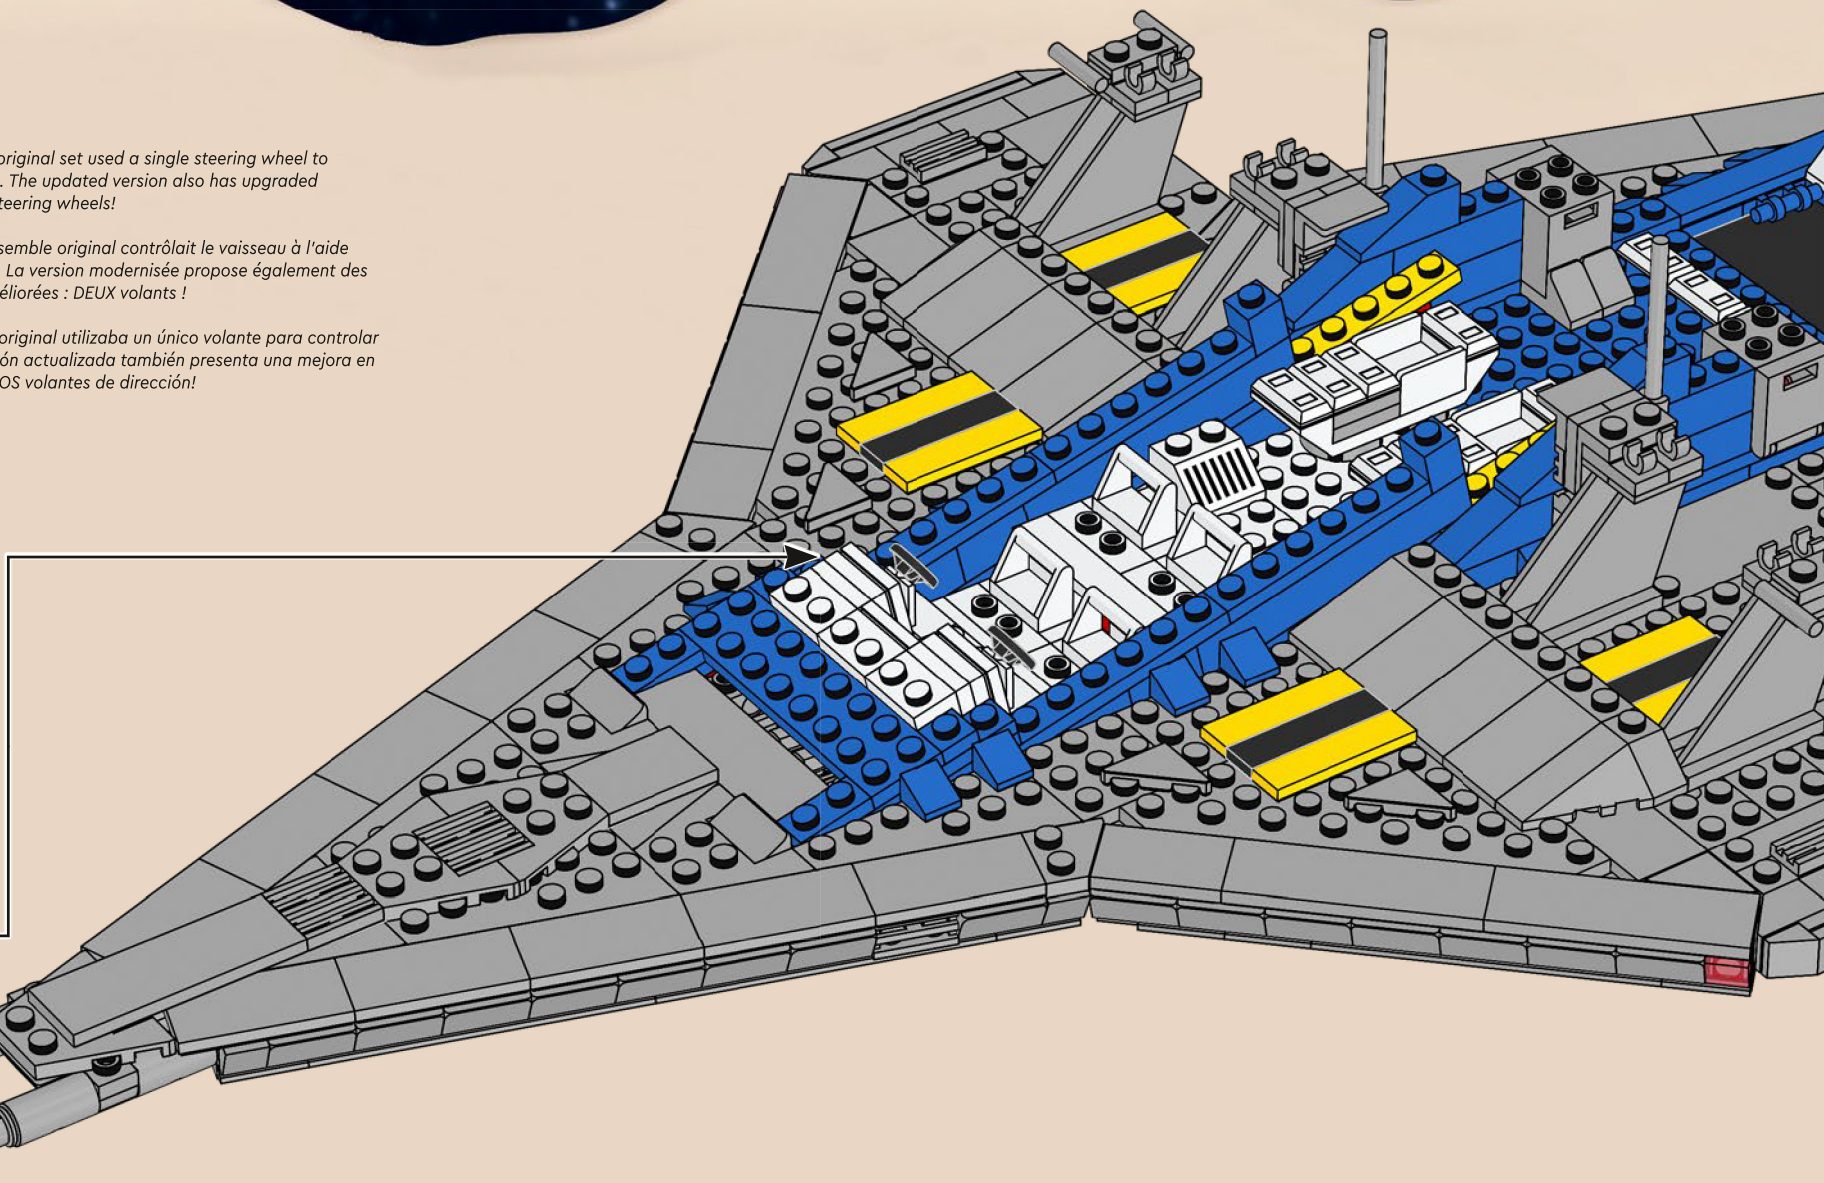 original set used a single steering wheel to
. The updated version also has upgraded
teering wheels!
semble original contrôlait le vaisseau à l'aide
. La version modernisée propose également des
éliorées : DEUX volants !
original utilizaba un único volante para controlar
ón actualizada también presenta una mejora en
OS volantes de dirección!